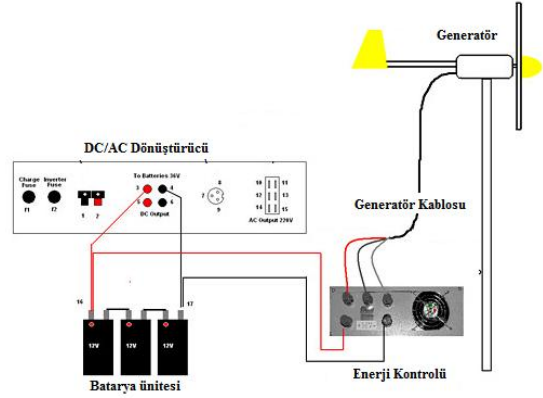 Generatör
DC/AC Dönüştürücü
Charge Fuse
Inverter Fuse
To Batteries 36V
f1
f2
1
2
3
4
5
6
DC Output
7
8
9
10
11
12
13
14
15
AC Output 220V
Generatör Kablosu
16
17
12V
12V
12V
Batarya ünitesi
Enerji Kontrolü